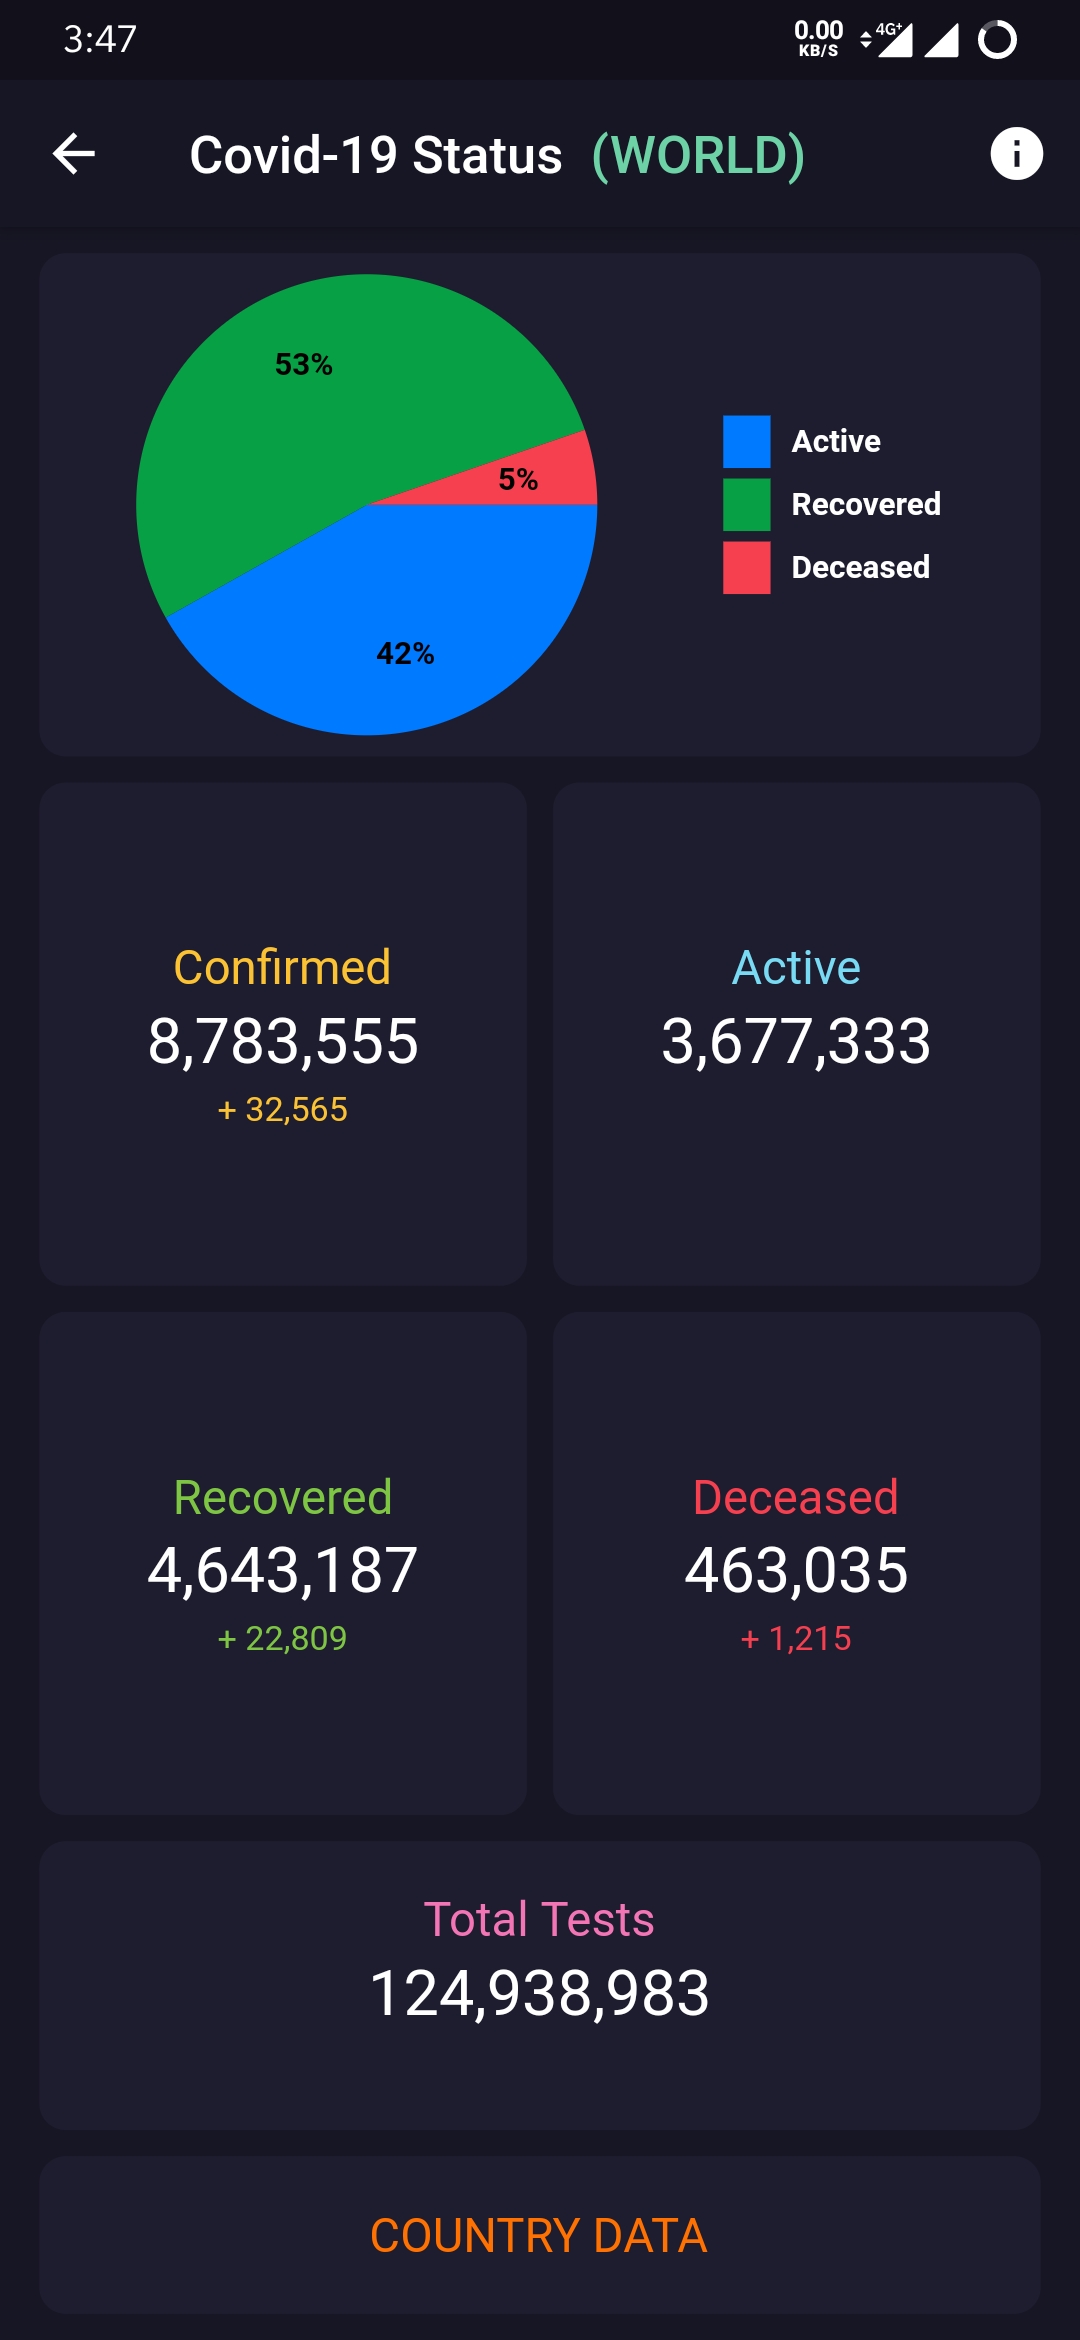 3:47
0.00
KB/S
4G+
Covid-19 Status (WORLD)
53%
5%
42%
Active
Recovered
Deceased
Confirmed
8,783,555
+ 32,565
Active
3,677,333
Recovered
4,643,187
+ 22,809
Deceased
463,035
+ 1,215
Total Tests
124,938,983
COUNTRY DATA